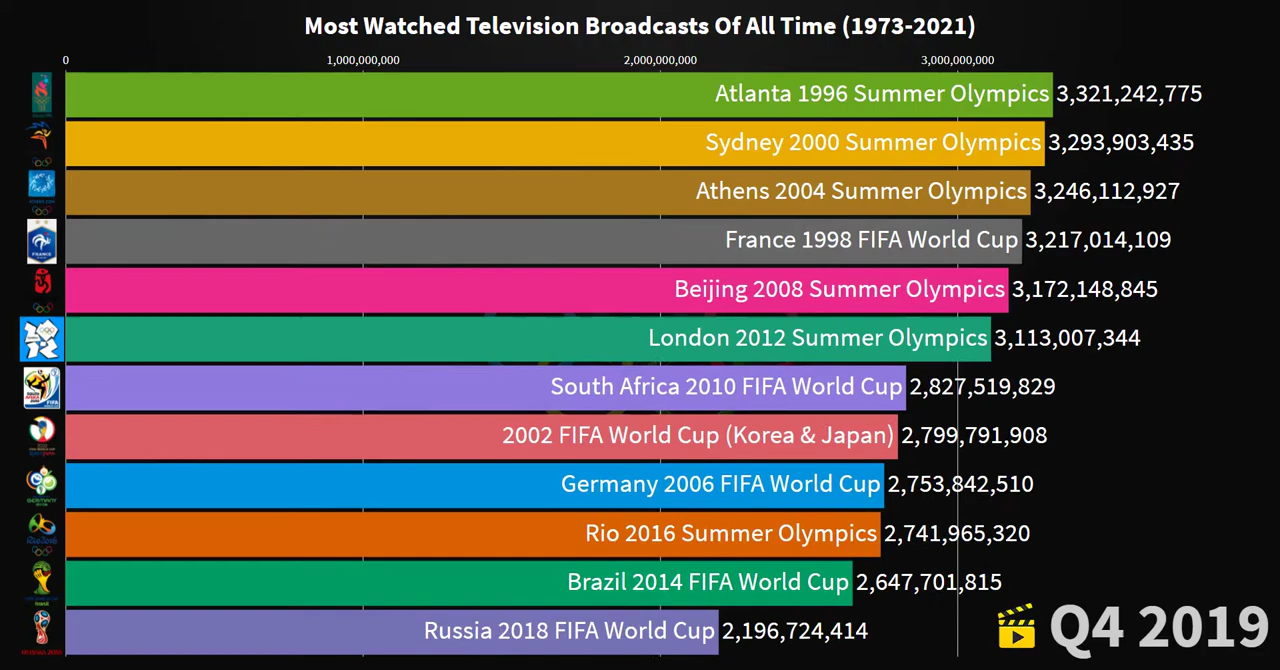 Most Watched Television Broadcasts Of All Time (1973-2021)
0 1,000,000,000 2,000,000,000 3,000,000,000
Atlanta 1996 Summer Olympics 3,321,242,775
Sydney 2000 Summer Olympics 3,293,903,435
Athens 2004 Summer Olympics 3,246,112,927
France 1998 FIFA World Cup 3,217,014,109
Beijing 2008 Summer Olympics 3,172,148,845
London 2012 Summer Olympics 3,113,007,344
South Africa 2010 FIFA World Cup 2,827,519,829
2002 FIFA World Cup (Korea & Japan) 2,799,791,908
Germany 2006 FIFA World Cup 2,753,842,510
Rio 2016 Summer Olympics 2,741,965,320
Brazil 2014 FIFA World Cup 2,647,701,815
Russia 2018 FIFA World Cup 2,196,724,414
Q4 2019